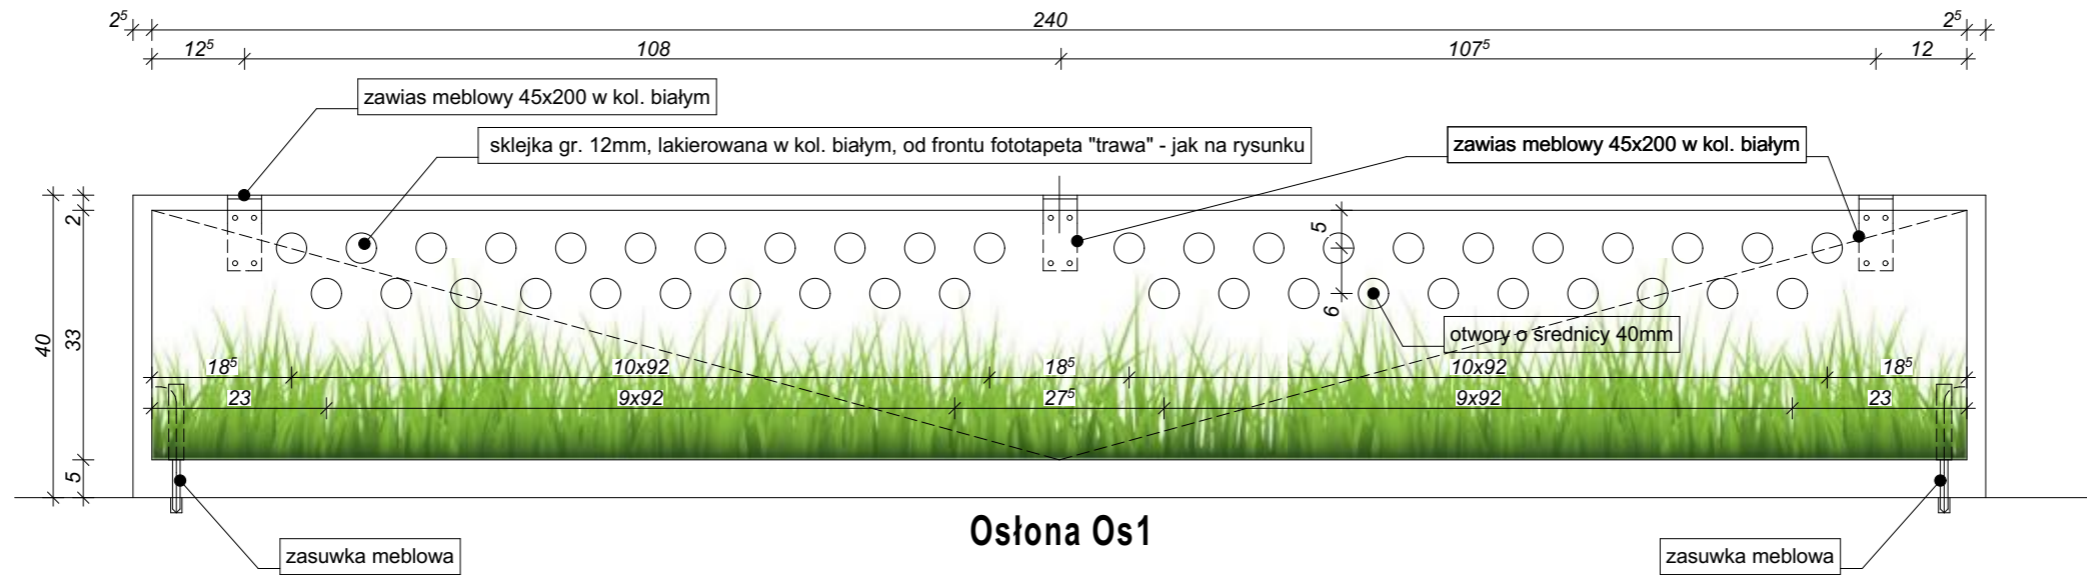 2⁵ 240 2⁵
12⁵ 108 107⁵ 12
zawias meblowy 45x200 w kol. białym
sklejka gr. 12mm, lakierowana w kol. białym, od frontu fototapeta "trawa" - jak na rysunku
zawias meblowy 45x200 w kol. białym
2
5
40
33
6
otwory o średnicy 40mm
18⁵ 10x92 18⁵ 10x92 18⁵
23 9x92 27⁵ 9x92 23
5
Osłona Os1
zasuwka meblowa
zasuwka meblowa